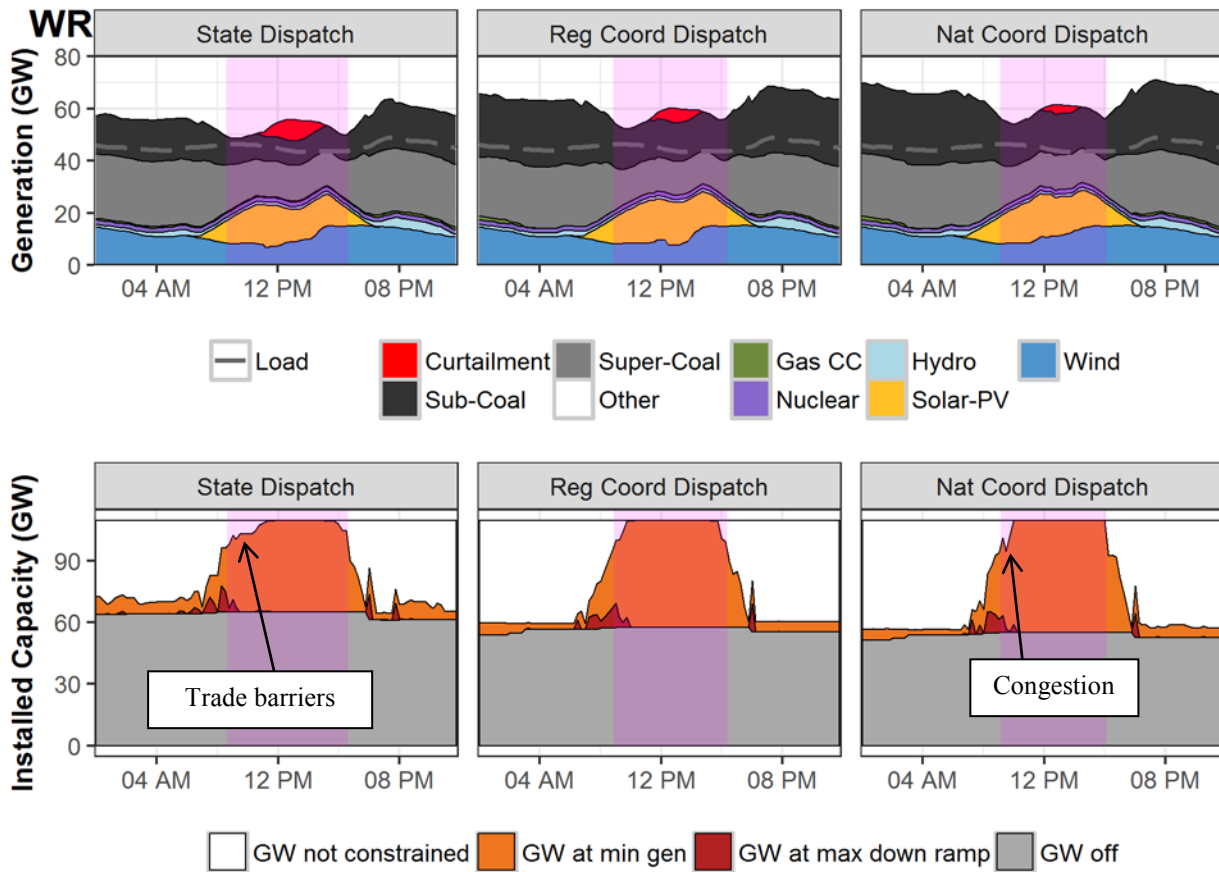 WR
State Dispatch
Reg Coord Dispatch
Nat Coord Dispatch
Generation (GW)
80
60
40
20
0
04 AM
12 PM
08 PM
04 AM
12 PM
08 PM
04 AM
12 PM
08 PM
Load
Curtailment
Super-Coal
Gas CC
Hydro
Wind
Sub-Coal
Other
Nuclear
Solar-PV
State Dispatch
Reg Coord Dispatch
Nat Coord Dispatch
Installed Capacity (GW)
90
60
30
0
Trade barriers
Congestion
04 AM
12 PM
08 PM
04 AM
12 PM
08 PM
04 AM
12 PM
08 PM
GW not constrained
GW at min gen
GW at max down ramp
GW off